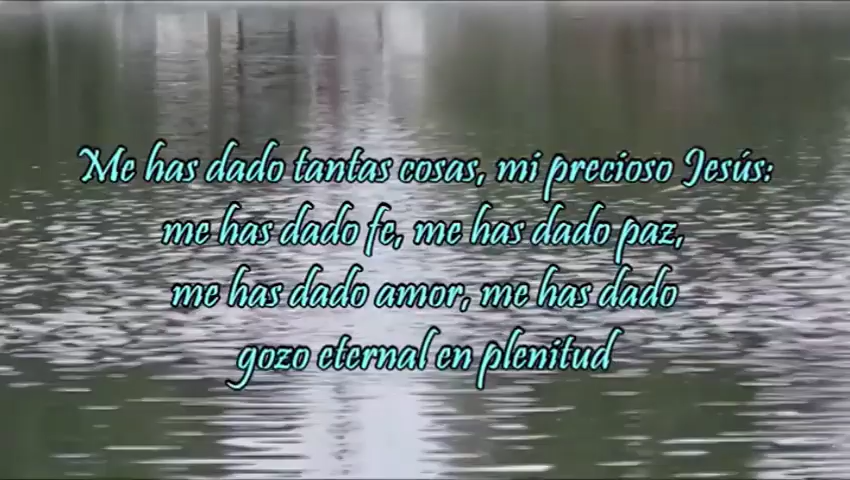 Me has dado tantas cosas, mi precioso Jesús:
me has dado fe, me has dado paz,
me has dado amor, me has dado
gozo eternal en plenitud